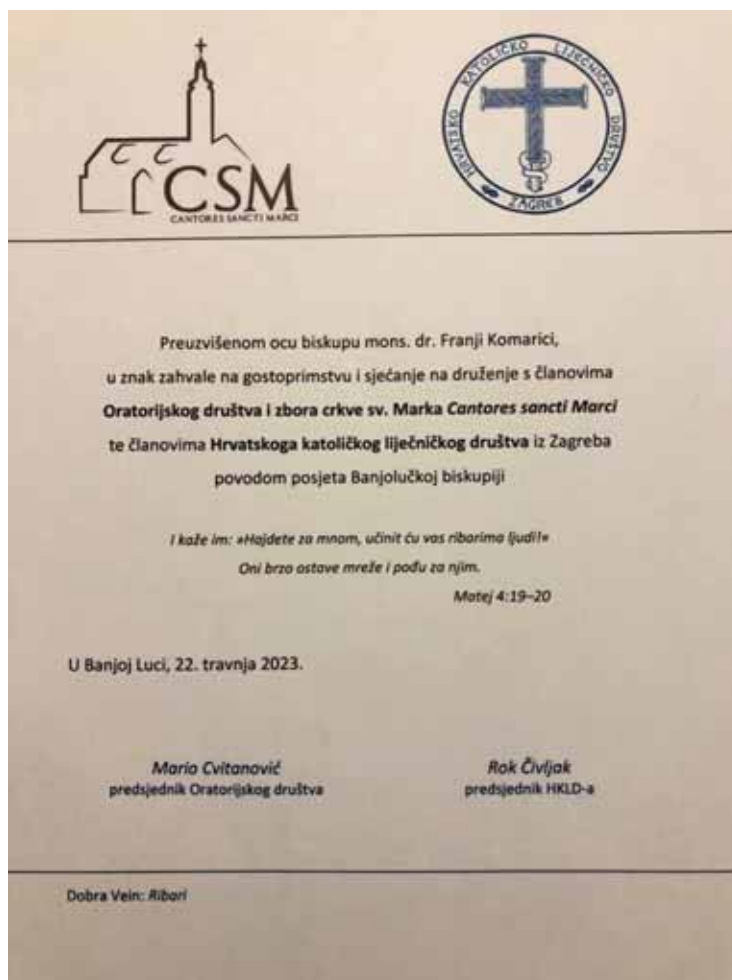 CSM
CANTORES SANCTI MARCI
HRVATSKO KATOLIČKO LIJEČNIČKO DRUŠTVO
ZAGREB
Preuzvišenom ocu biskupu mons. dr. Franji Komarici,
u znak zahvale na gostoprimstvu i sjećanje na druženje s članovima
Oratorijskog društva i zbora crkve sv. Marka Cantores sancti Marci
te članovima Hrvatskoga katoličkog liječničkog društva iz Zagreba
povodom posjeta Banjolučkoj biskupiji
I kaže im: »Hajdete za mnom, učinit ću vas ribarima ljudi!«
Oni brzo ostave mreže i pođu za njim.
Matej 4:19–20
U Banjoj Luci, 22. travnja 2023.
Mario Cvitanović
predsjednik Oratorijskog društva
Rok Čivljak
predsjednik HKLD-a
Dobra Vein: Ribari